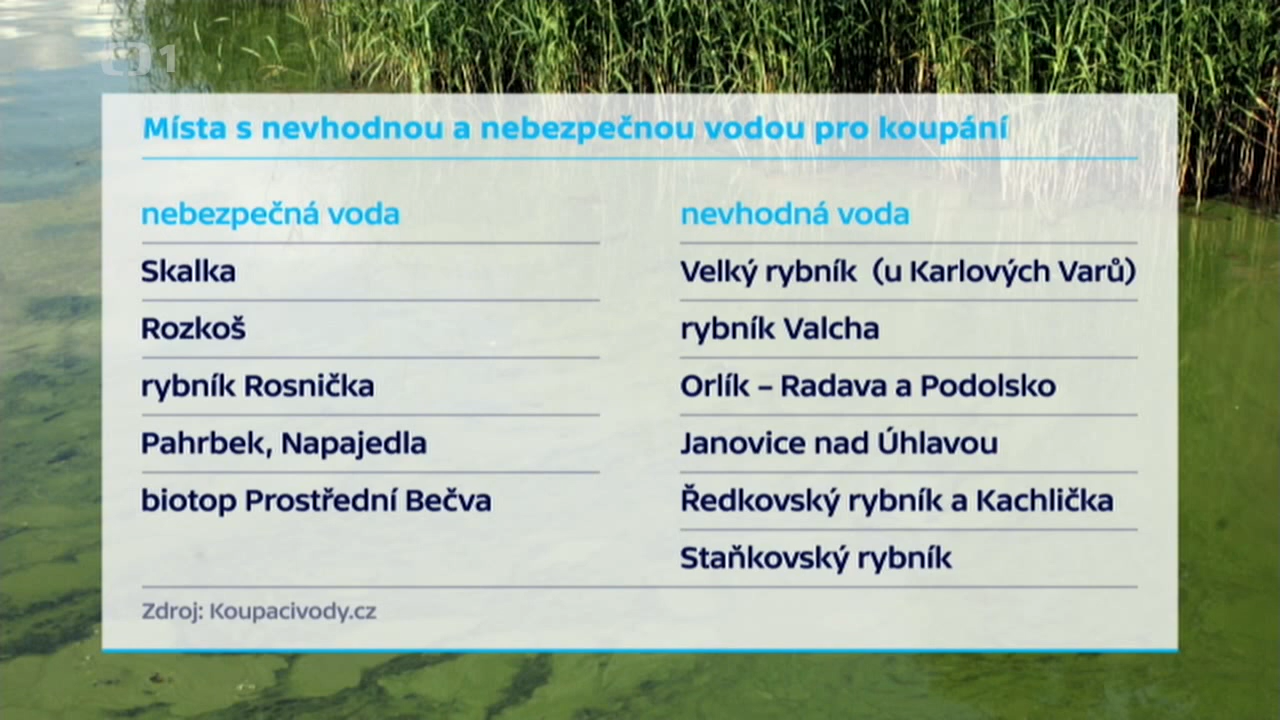 ČT1
Místa s nevhodnou a nebezpečnou vodou pro koupání
nebezpečná voda
Skalka
Rozkoš
rybník Rosnička
Pahrbek, Napajedla
biotop Prostřední Bečva
nevhodná voda
Velký rybník (u Karlových Varů)
rybník Valcha
Orlík – Radava a Podolsko
Janovice nad Úhlavou
Ředkovský rybník a Kachlička
Staňkovský rybník
Zdroj: Koupacivody.cz